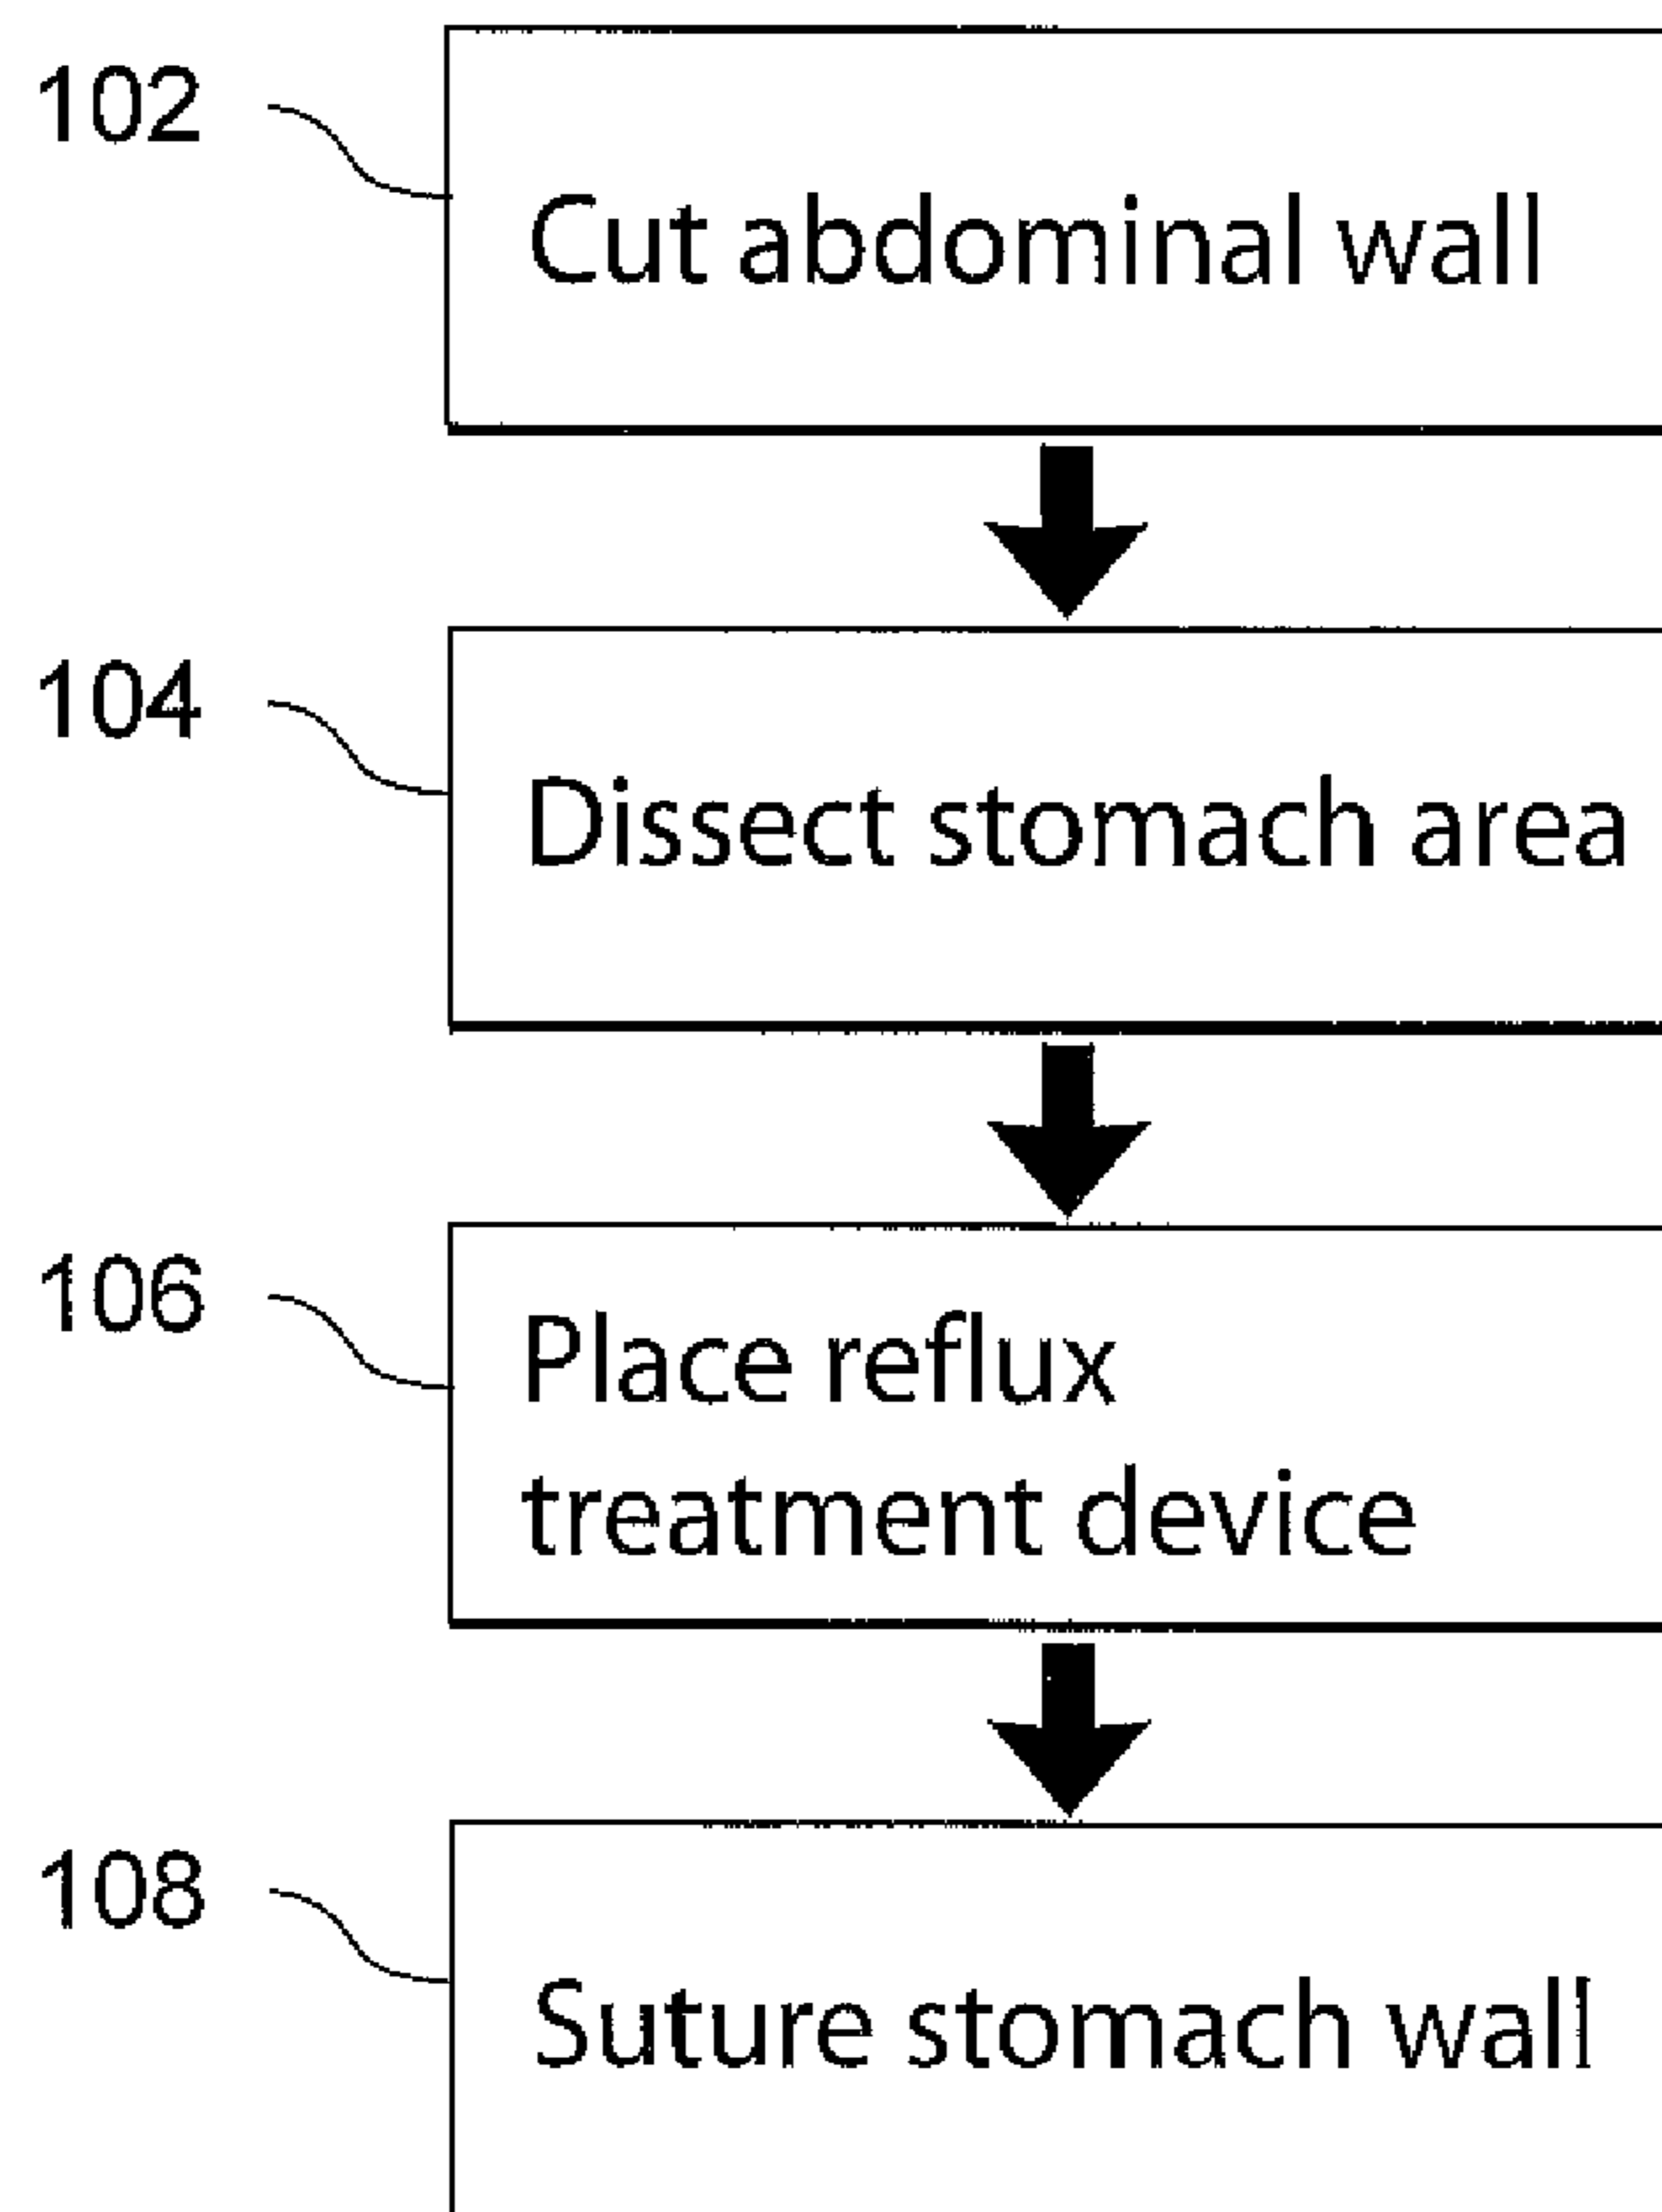 102
Cut abdominal wall
104
Dissect stomach area
106
Place reflux
treatment device
108
Suture stomach wall